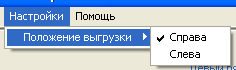 Настройки Помощь
Положение выгрузки
Справа
Слева